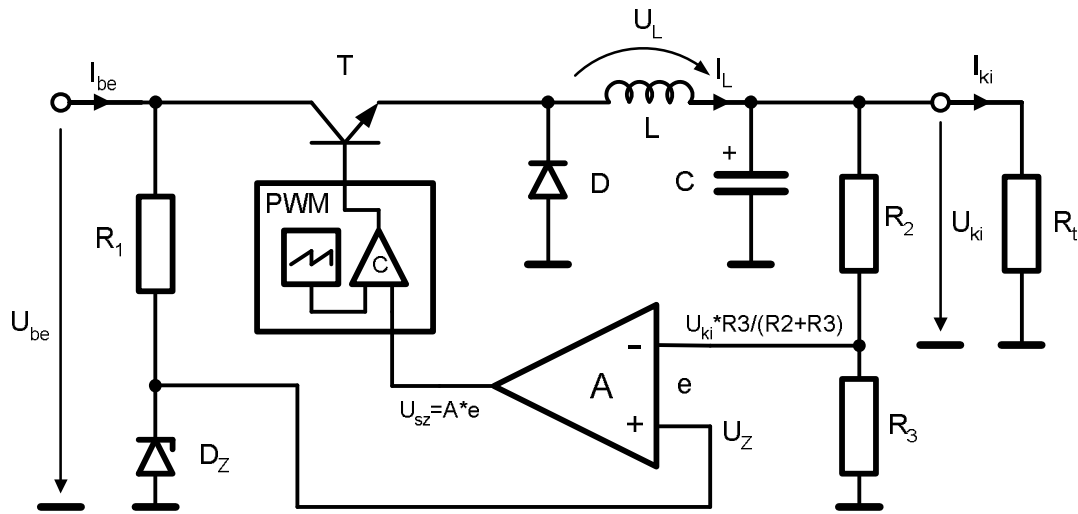 U_L
T
I_be
I_L
I_ki
L
+
PWM
D
C
R_1
R_2
U_ki
R_t
C
U_be
U_ki*R3/(R2+R3)
-
A
e
U_sz=A*e
+
U_Z
R_3
D_Z